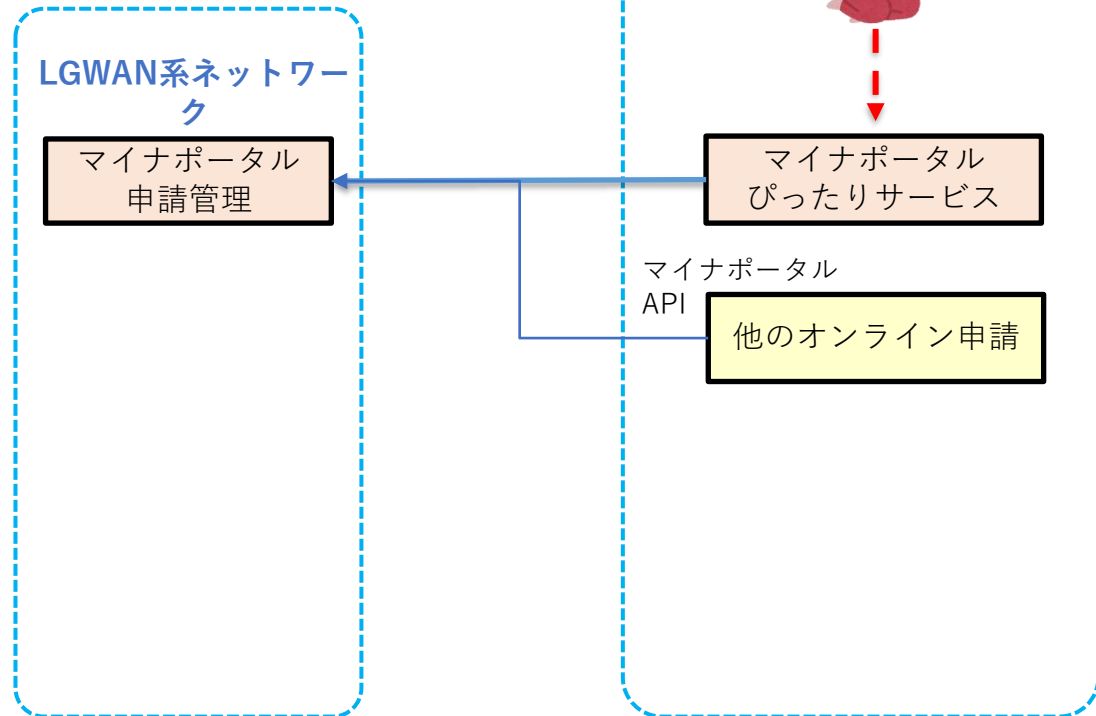 LGWAN系ネットワー
ク
マイナポータル
申請管理
マイナポータル
ぴったりサービス
マイナポータル
API
他のオンライン申請